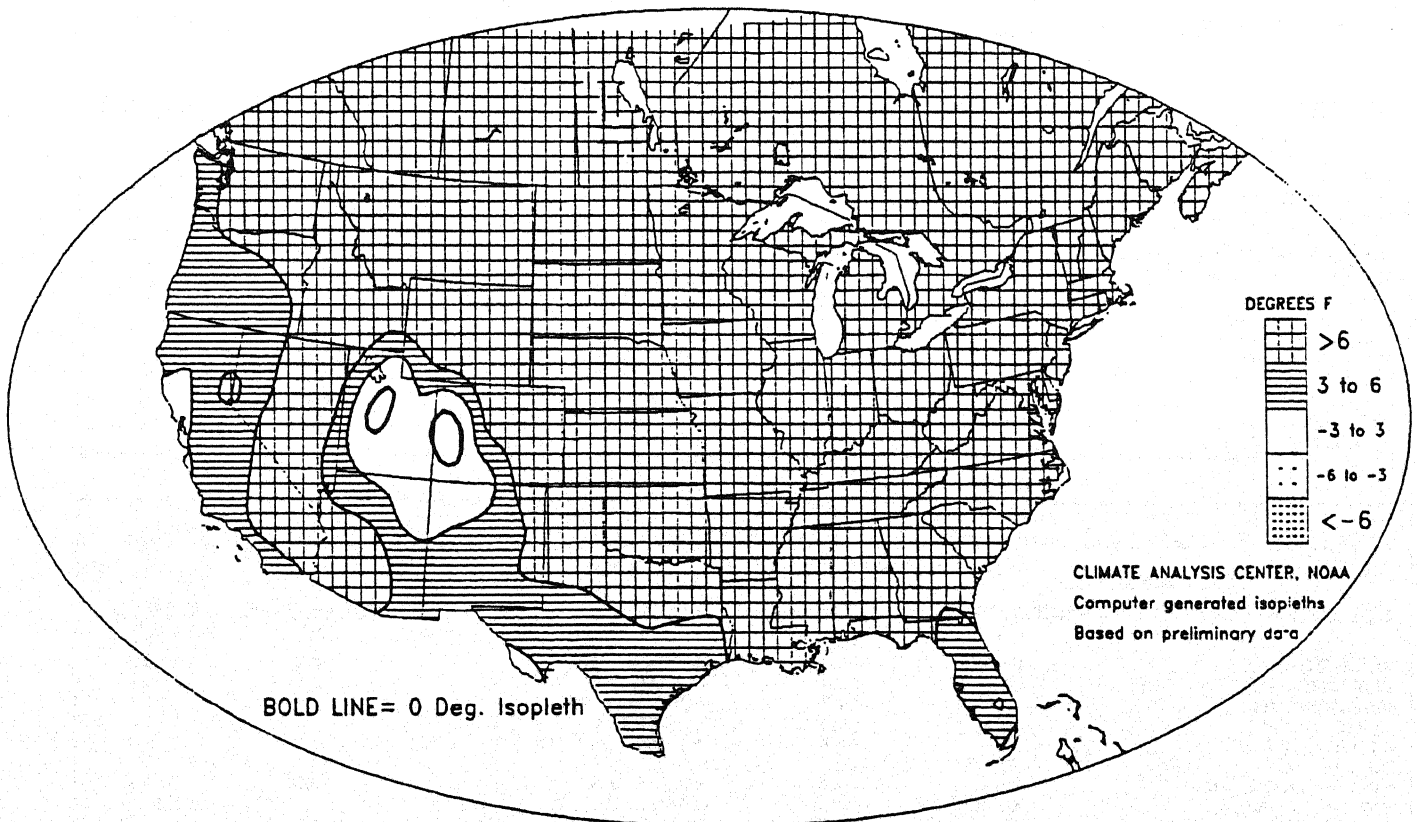 DEGREES F
>6
3 to 6
-3 to 3
-6 to -3
<-6
CLIMATE ANALYSIS CENTER, NOAA
Computer generated isopleths
Based on preliminary data
BOLD LINE= 0 Deg. Isopleth